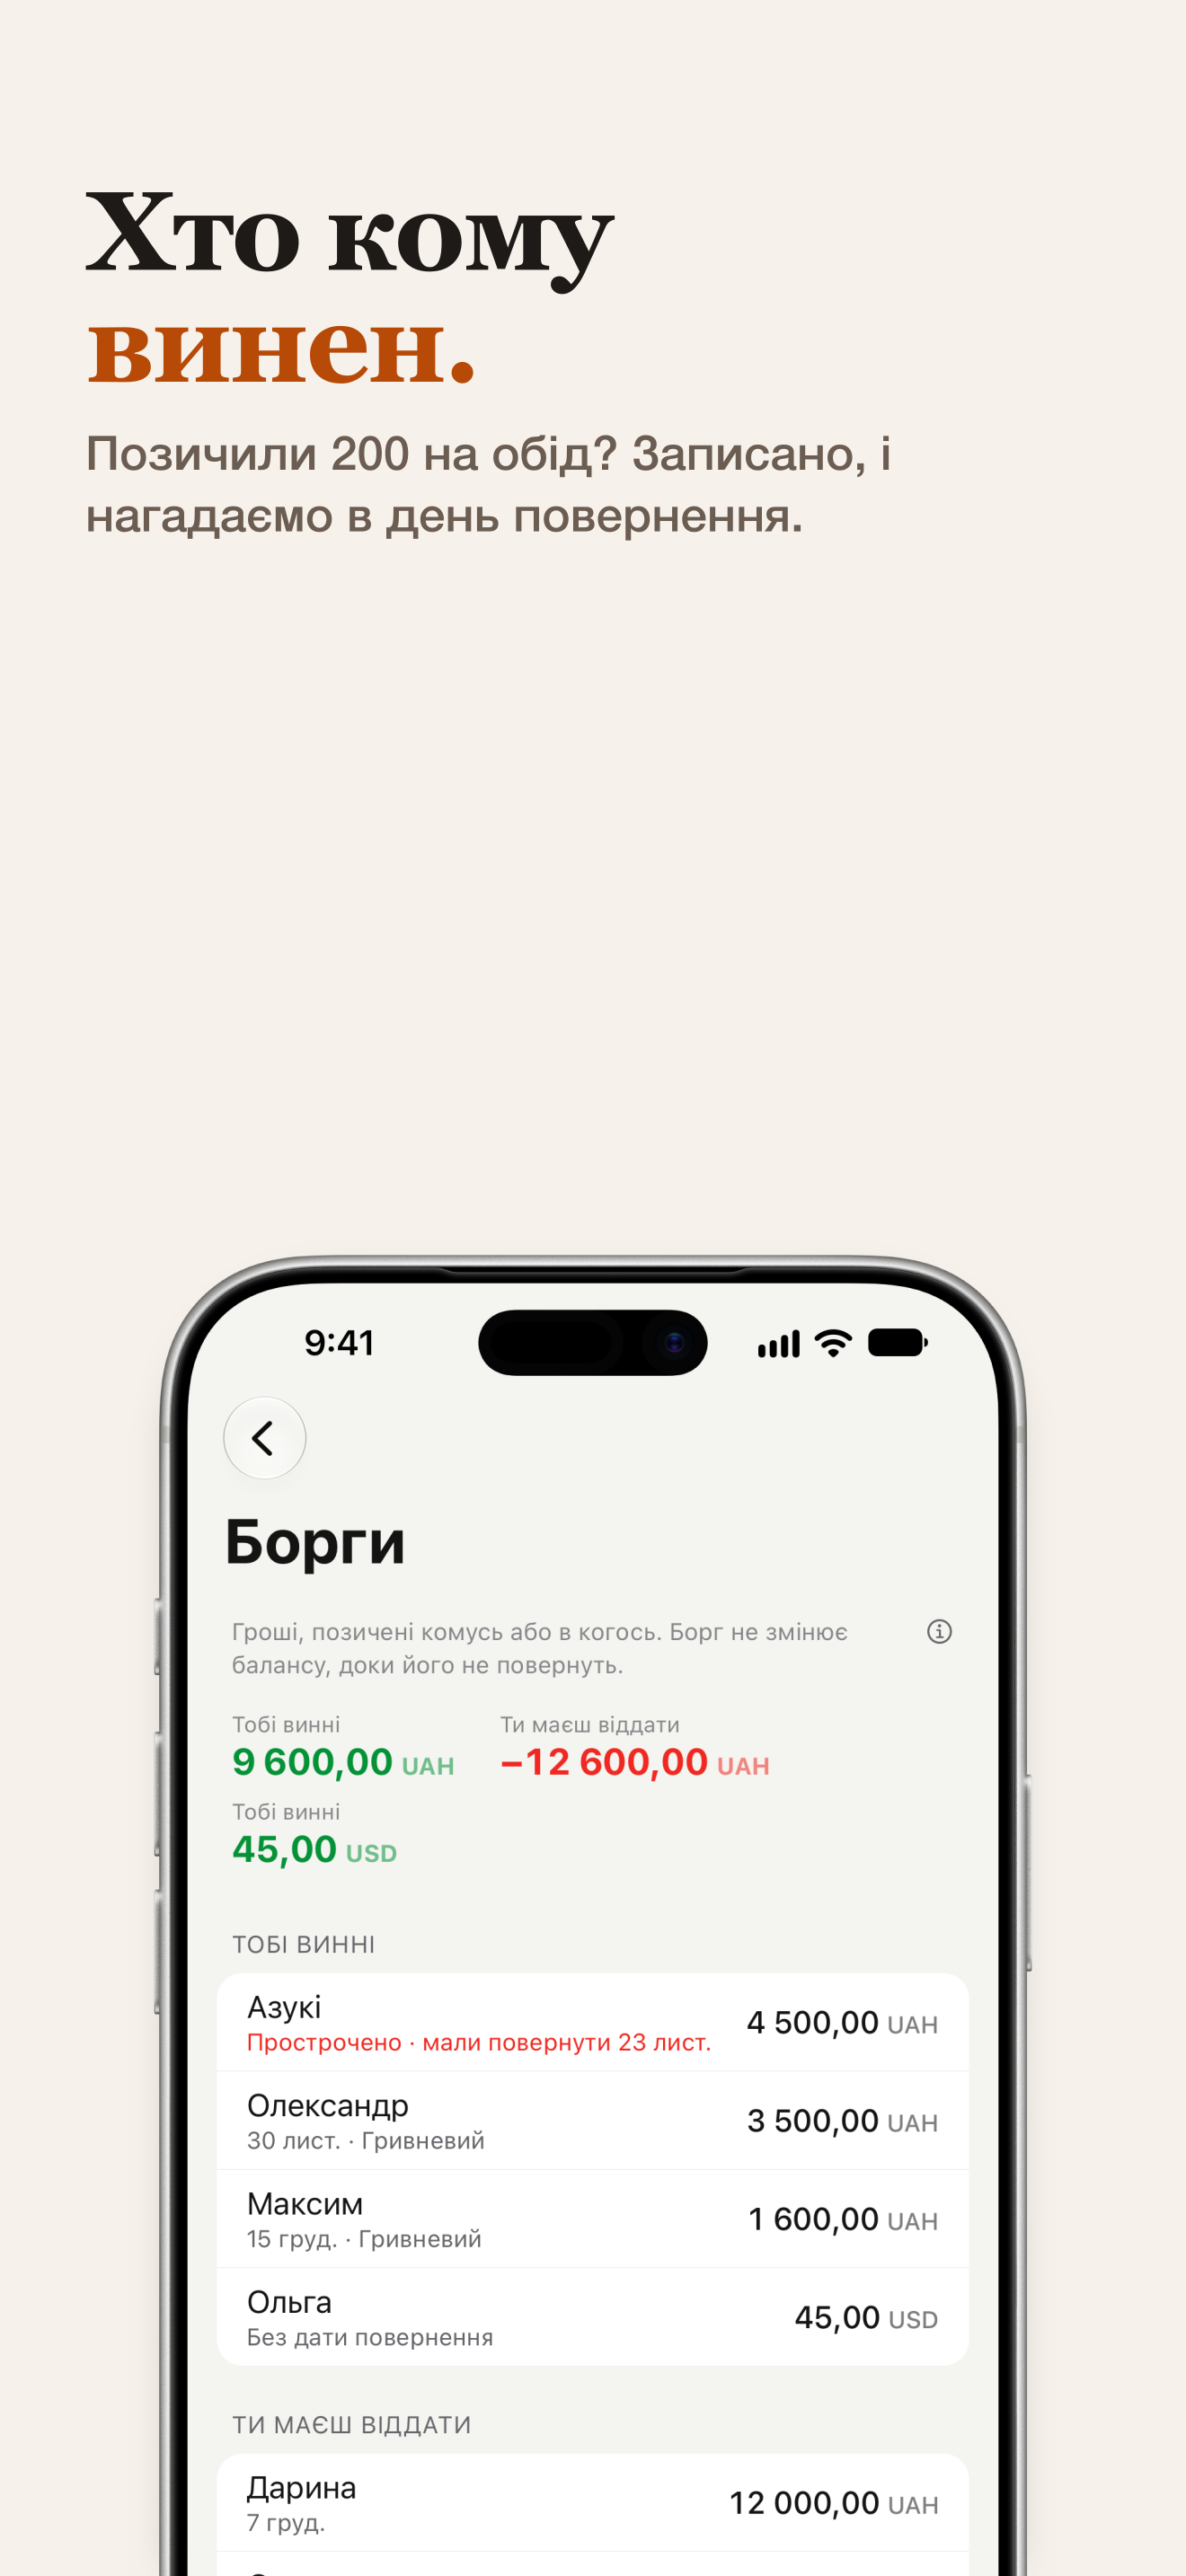 Хто кому
винен.
Позичили 200 на обід? Записано, і
нагадаємо в день повернення.
9:41
Борги
Гроші, позичені комусь або в когось. Борг не змінює
балансу, доки його не повернуть.
Тобі винні
9 600,00 UAH
Ти маєш віддати
−12 600,00 UAH
Тобі винні
45,00 USD
ТОБІ ВИННІ
Азукі
Прострочено · мали повернути 23 лист.
4 500,00 UAH
Олександр
30 лист. · Гривневий
3 500,00 UAH
Максим
15 груд. · Гривневий
1 600,00 UAH
Ольга
Без дати повернення
45,00 USD
ТИ МАЄШ ВІДДАТИ
Дарина
7 груд.
12 000,00 UAH